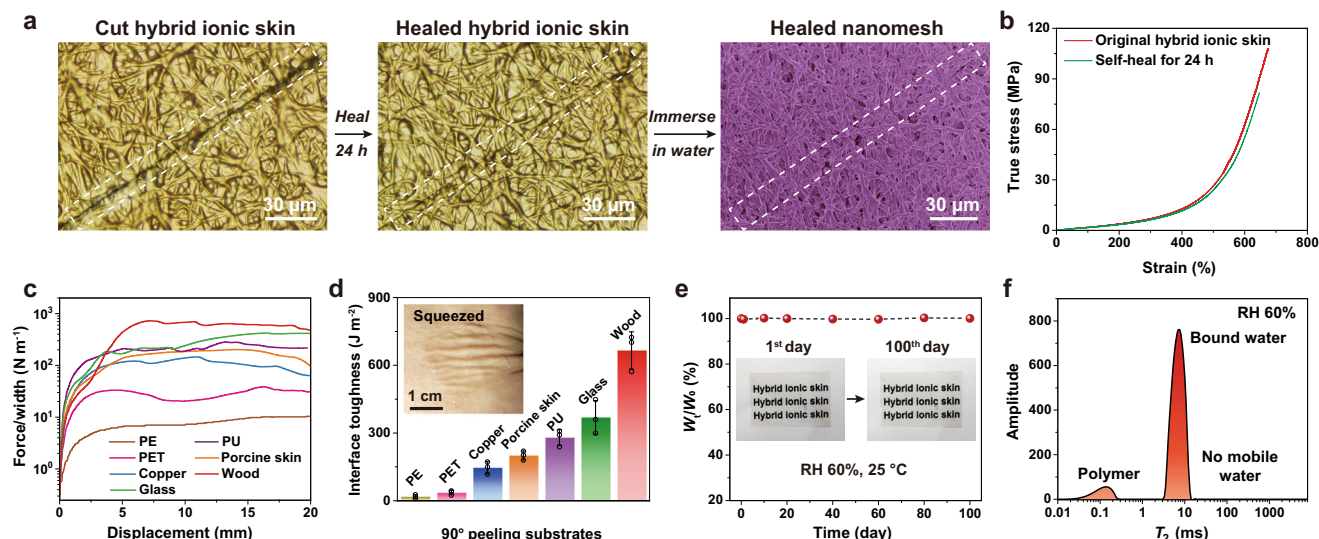 a
Cut hybrid ionic skin
Healed hybrid ionic skin
Healed nanomesh
Heal
24 h
Immerse
in water
30 μm
30 μm
30 μm
b
True stress (MPa)
120
90
60
30
0
Original hybrid ionic skin
Self-heal for 24 h
0 200 400 600 800
Strain (%)
c
Force/width (N m⁻¹)
10³
10²
10¹
10⁰
PE
PET
Copper
Glass
PU
Porcine skin
Wood
0 5 10 15 20
Displacement (mm)
d
Interface toughness (J m⁻²)
900
600
300
0
Squeezed
1 cm
PE
PET
Copper
Porcine skin
PU
Glass
Wood
90° peeling substrates
e
Wt/W₀ (%)
100
80
60
40
20
1st day
100th day
Hybrid ionic skin
Hybrid ionic skin
Hybrid ionic skin
Hybrid ionic skin
Hybrid ionic skin
Hybrid ionic skin
RH 60%, 25 °C
0 20 40 60 80 100
Time (day)
f
Amplitude
800
600
400
200
0
RH 60%
Bound water
Polymer
No mobile
water
0.01 0.1 1 10 100 1000
T₂ (ms)